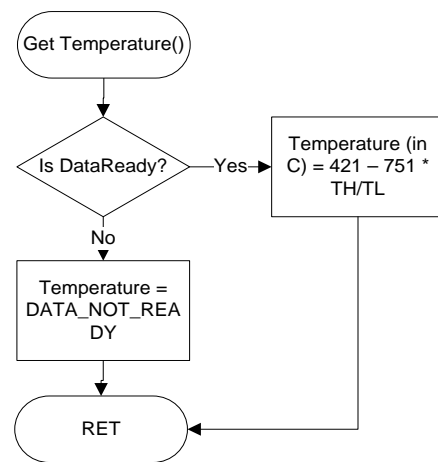 Get Temperature()
Is DataReady?
Yes
Temperature (in
C) = 421 – 751 *
TH/TL
No
Temperature =
DATA_NOT_REA
DY
RET